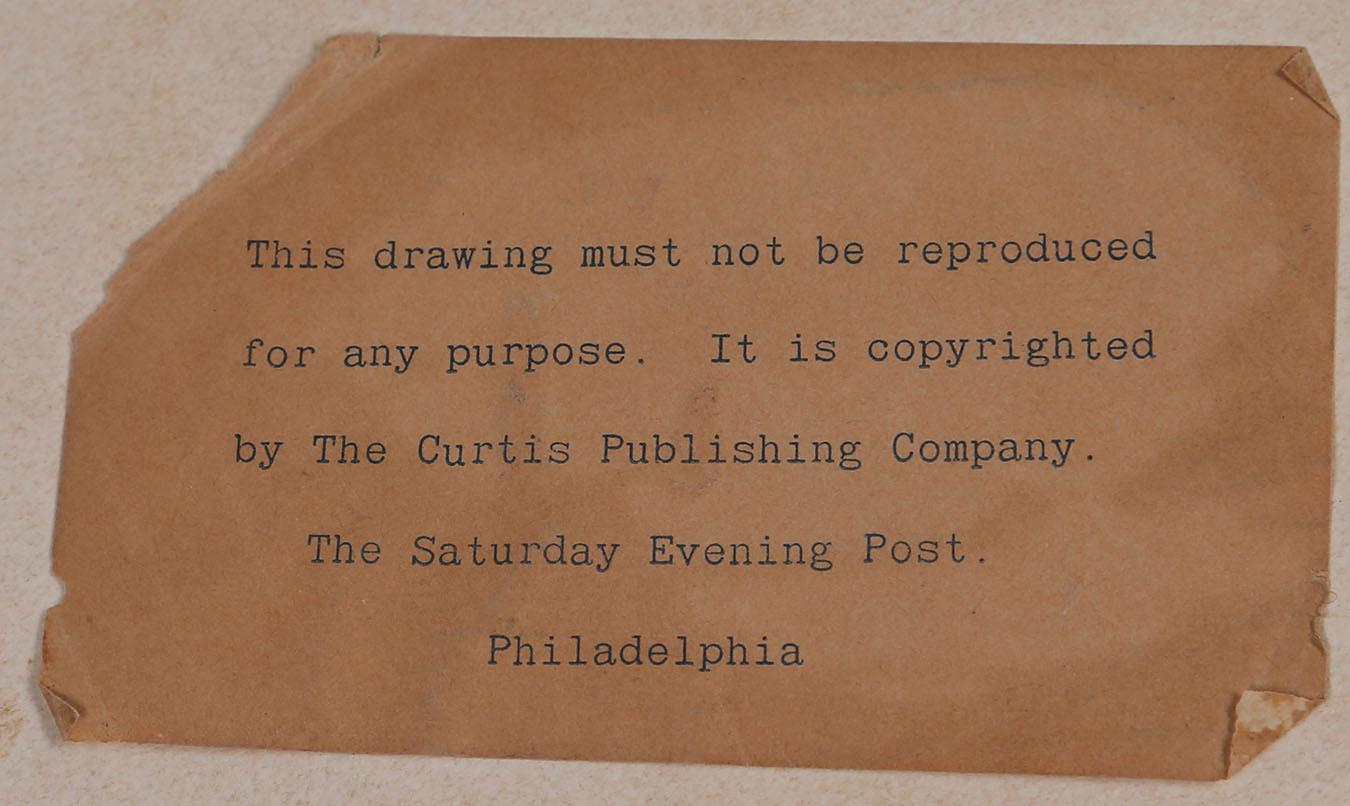 This drawing must not be reproduced
for any purpose.  It is copyrighted
by The Curtis Publishing Company.
The Saturday Evening Post.
Philadelphia